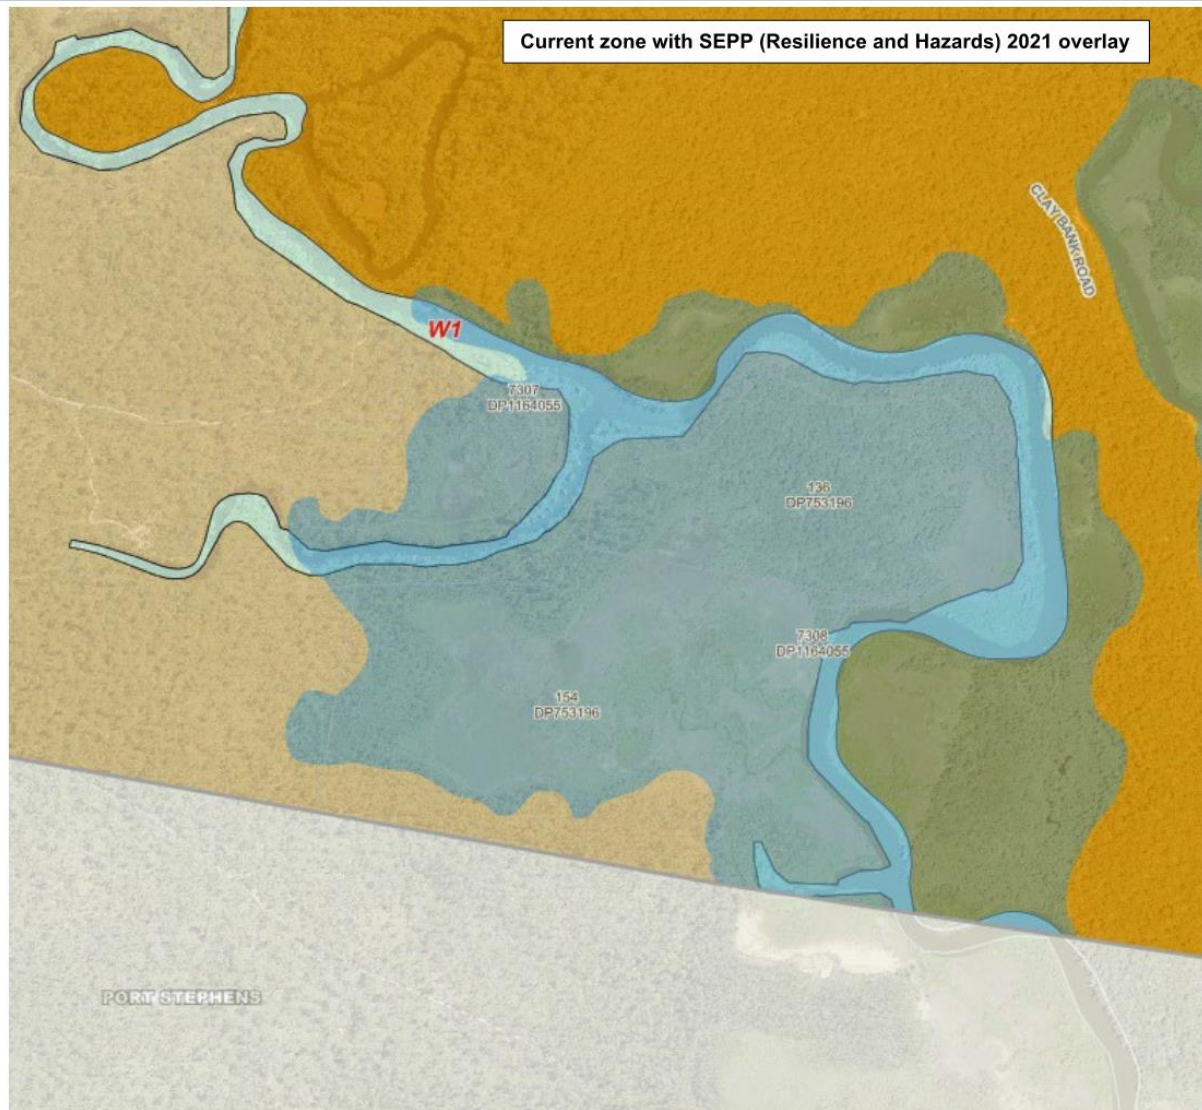 Current zone with SEPP (Resilience and Hazards) 2021 overlay
CLAY BANK ROAD
W1
7307
DP1164055
136
DP753196
7308
DP1164055
154
DP753196
PORT STEPHENS